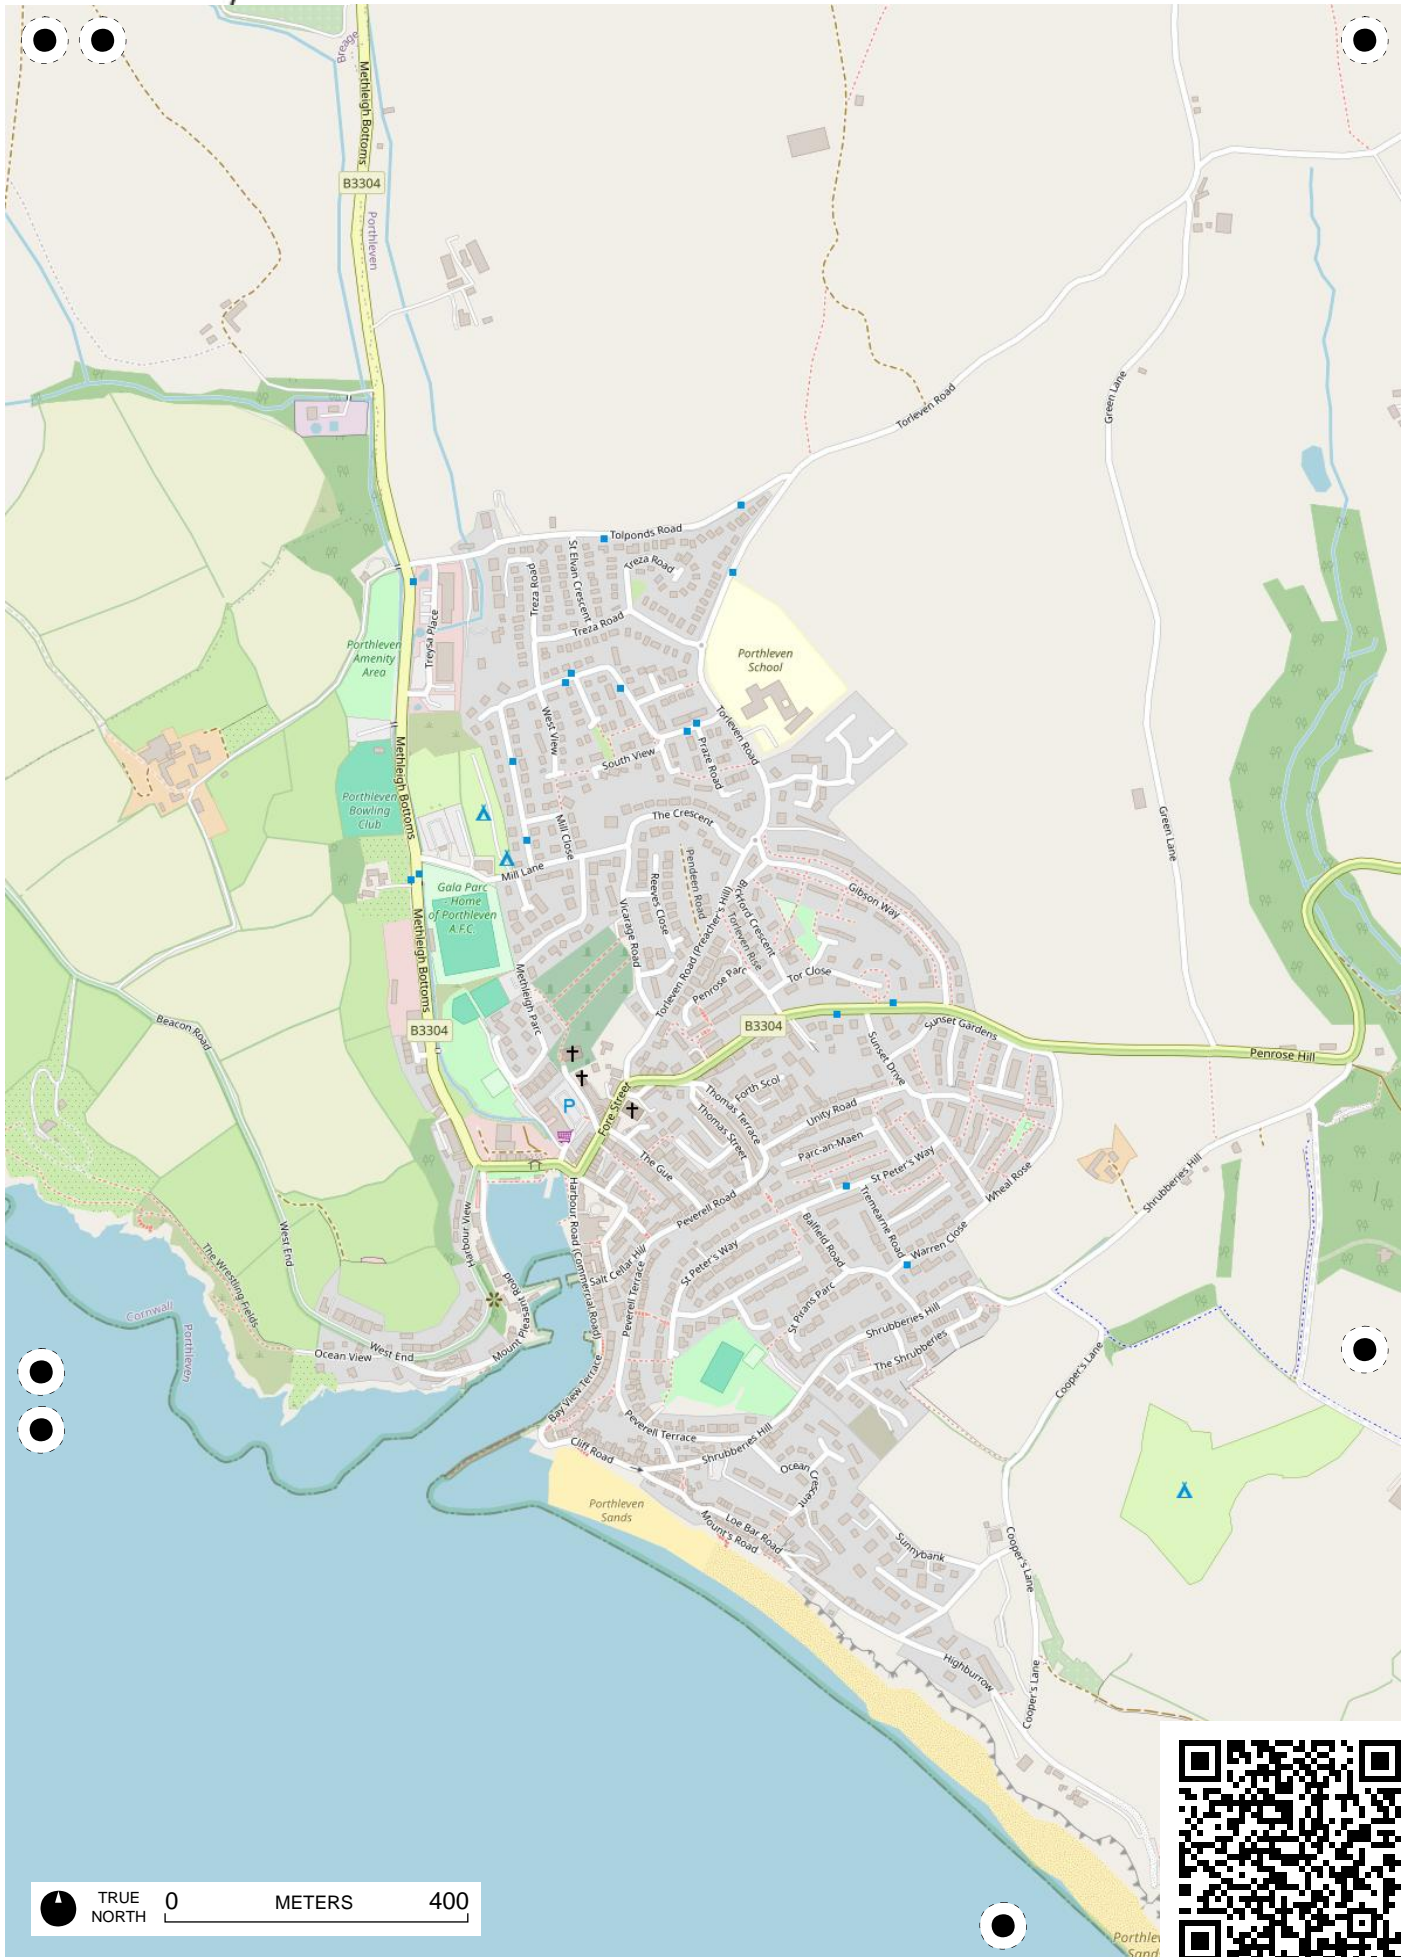 Breage
Methleigh Bottoms
B3304
Porthleven
Green Lane
Torleven Road
Tolponds Road
St Elvan Crescent
Treza Road
Treza Road
Treza Road
Treysa Place
Porthleven
Amenity
Area
Porthleven
School
West View
South View
Praze Road
Torleven Road
Methleigh Bottoms
Porthleven
Bowling
Club
Mill Close
The Crescent
Green Lane
Mill Lane
Pendeen Road
Reeves Close
Gala Parc
- Home
of Porthleven
A.F.C.
Bickford Crescent
Gibson Way
Vicarage Road
Torleven Rise
Torleven Road (Preacher's Hill)
Methleigh Bottoms
Methleigh Parc
Penrose Parc
Tor Close
Beacon Road
B3304
B3304
Sunset Gardens
Penrose Hill
Sunset Drive
P
Fore Street
Forth Scol
Thomas Terrace
Thomas Street
Unity Road
Parc-an-Maen
St Peter's Way
The Gue
Wheal Rose
Shrubberies Hill
Harbour View
Harbour Road (Commercial Road)
Peverell Road
Tremearne Road
Balfield Road
Warren Close
West End
The Wrestling Fields
Salt Cellar Hill
St Peter's Way
Mount Pleasant Road
Peverell Terrace
St Pirans Parc
Shrubberies Hill
Cornwall
Porthleven
The Shrubberies
Ocean View
West End
Cooper's Lane
Bay View Terrace
Peverell Terrace
Cliff Road
Shrubberies Hill
Ocean Crescent
Porthleven
Sands
Loe Bar Road
Mount's Road
Sunnybank
Cooper's Lane
Highburrow
Cooper's Lane
TRUE
NORTH
0 METERS 400